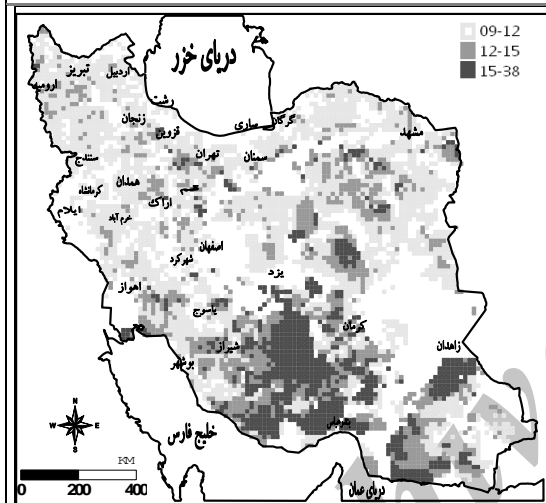 09-12
12-15
15-38
دریای خزر
تبریز
اردبیل
ارومیه
رشت
زنجان
قزوین
ساری
گرگان
مشهد
سنندج
تهران
سمنان
همدان
کرمانشاه
قم
اراک
ایلام
خرم آباد
اصفهان
شهرکرد
یزد
اهواز
یاسوج
کرمان
شیراز
زاهدان
بوشهر
بندرعباس
خلیج فارس
دریای عمان
N
W
E
S
KM
0
200
400